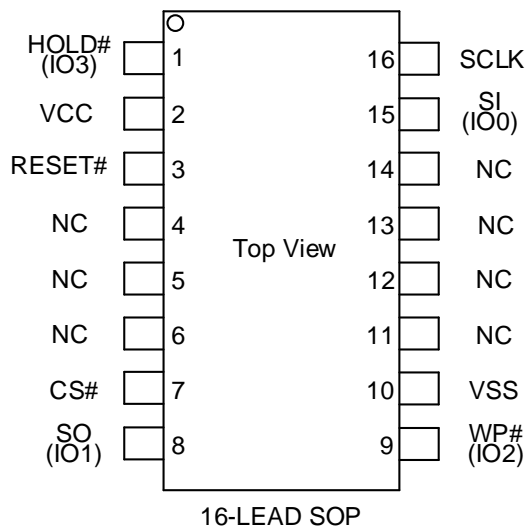 HOLD#
(IO3) 1 16 SCLK
VCC 2 15 SI
(IO0)
RESET# 3 14 NC
NC 4 13 NC
Top View
NC 5 12 NC
NC 6 11 NC
CS# 7 10 VSS
SO
(IO1) 8 9 WP#
(IO2)
16-LEAD SOP